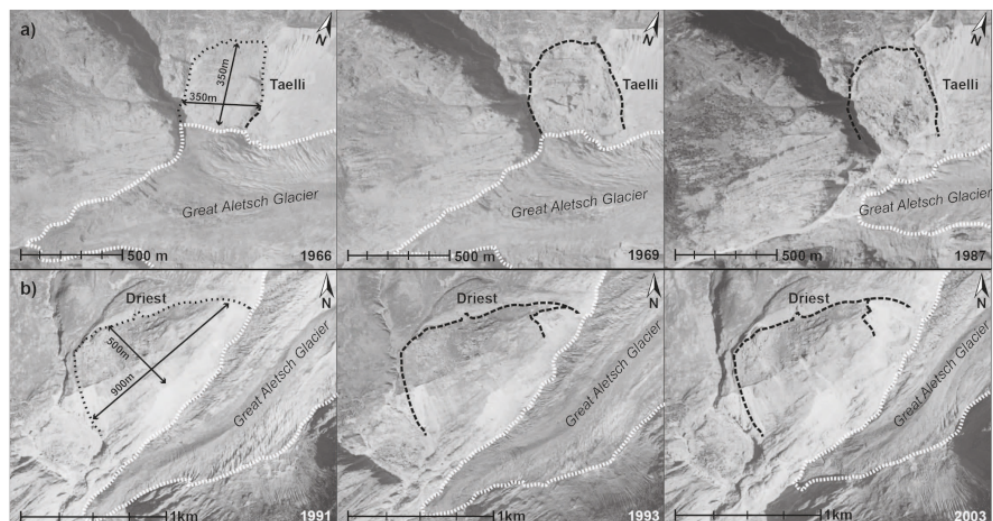 a)
N
Taelli
350m
350m
Great Aletsch Glacier
500 m
1966
N
Taelli
Great Aletsch Glacier
500 m
1969
N
Taelli
Great Aletsch Glacier
500 m
1987
b)
N
Driest
500m
900m
Great Aletsch Glacier
1km
1991
N
Driest
Great Aletsch Glacier
1km
1993
N
Driest
Great Aletsch Glacier
1km
2003